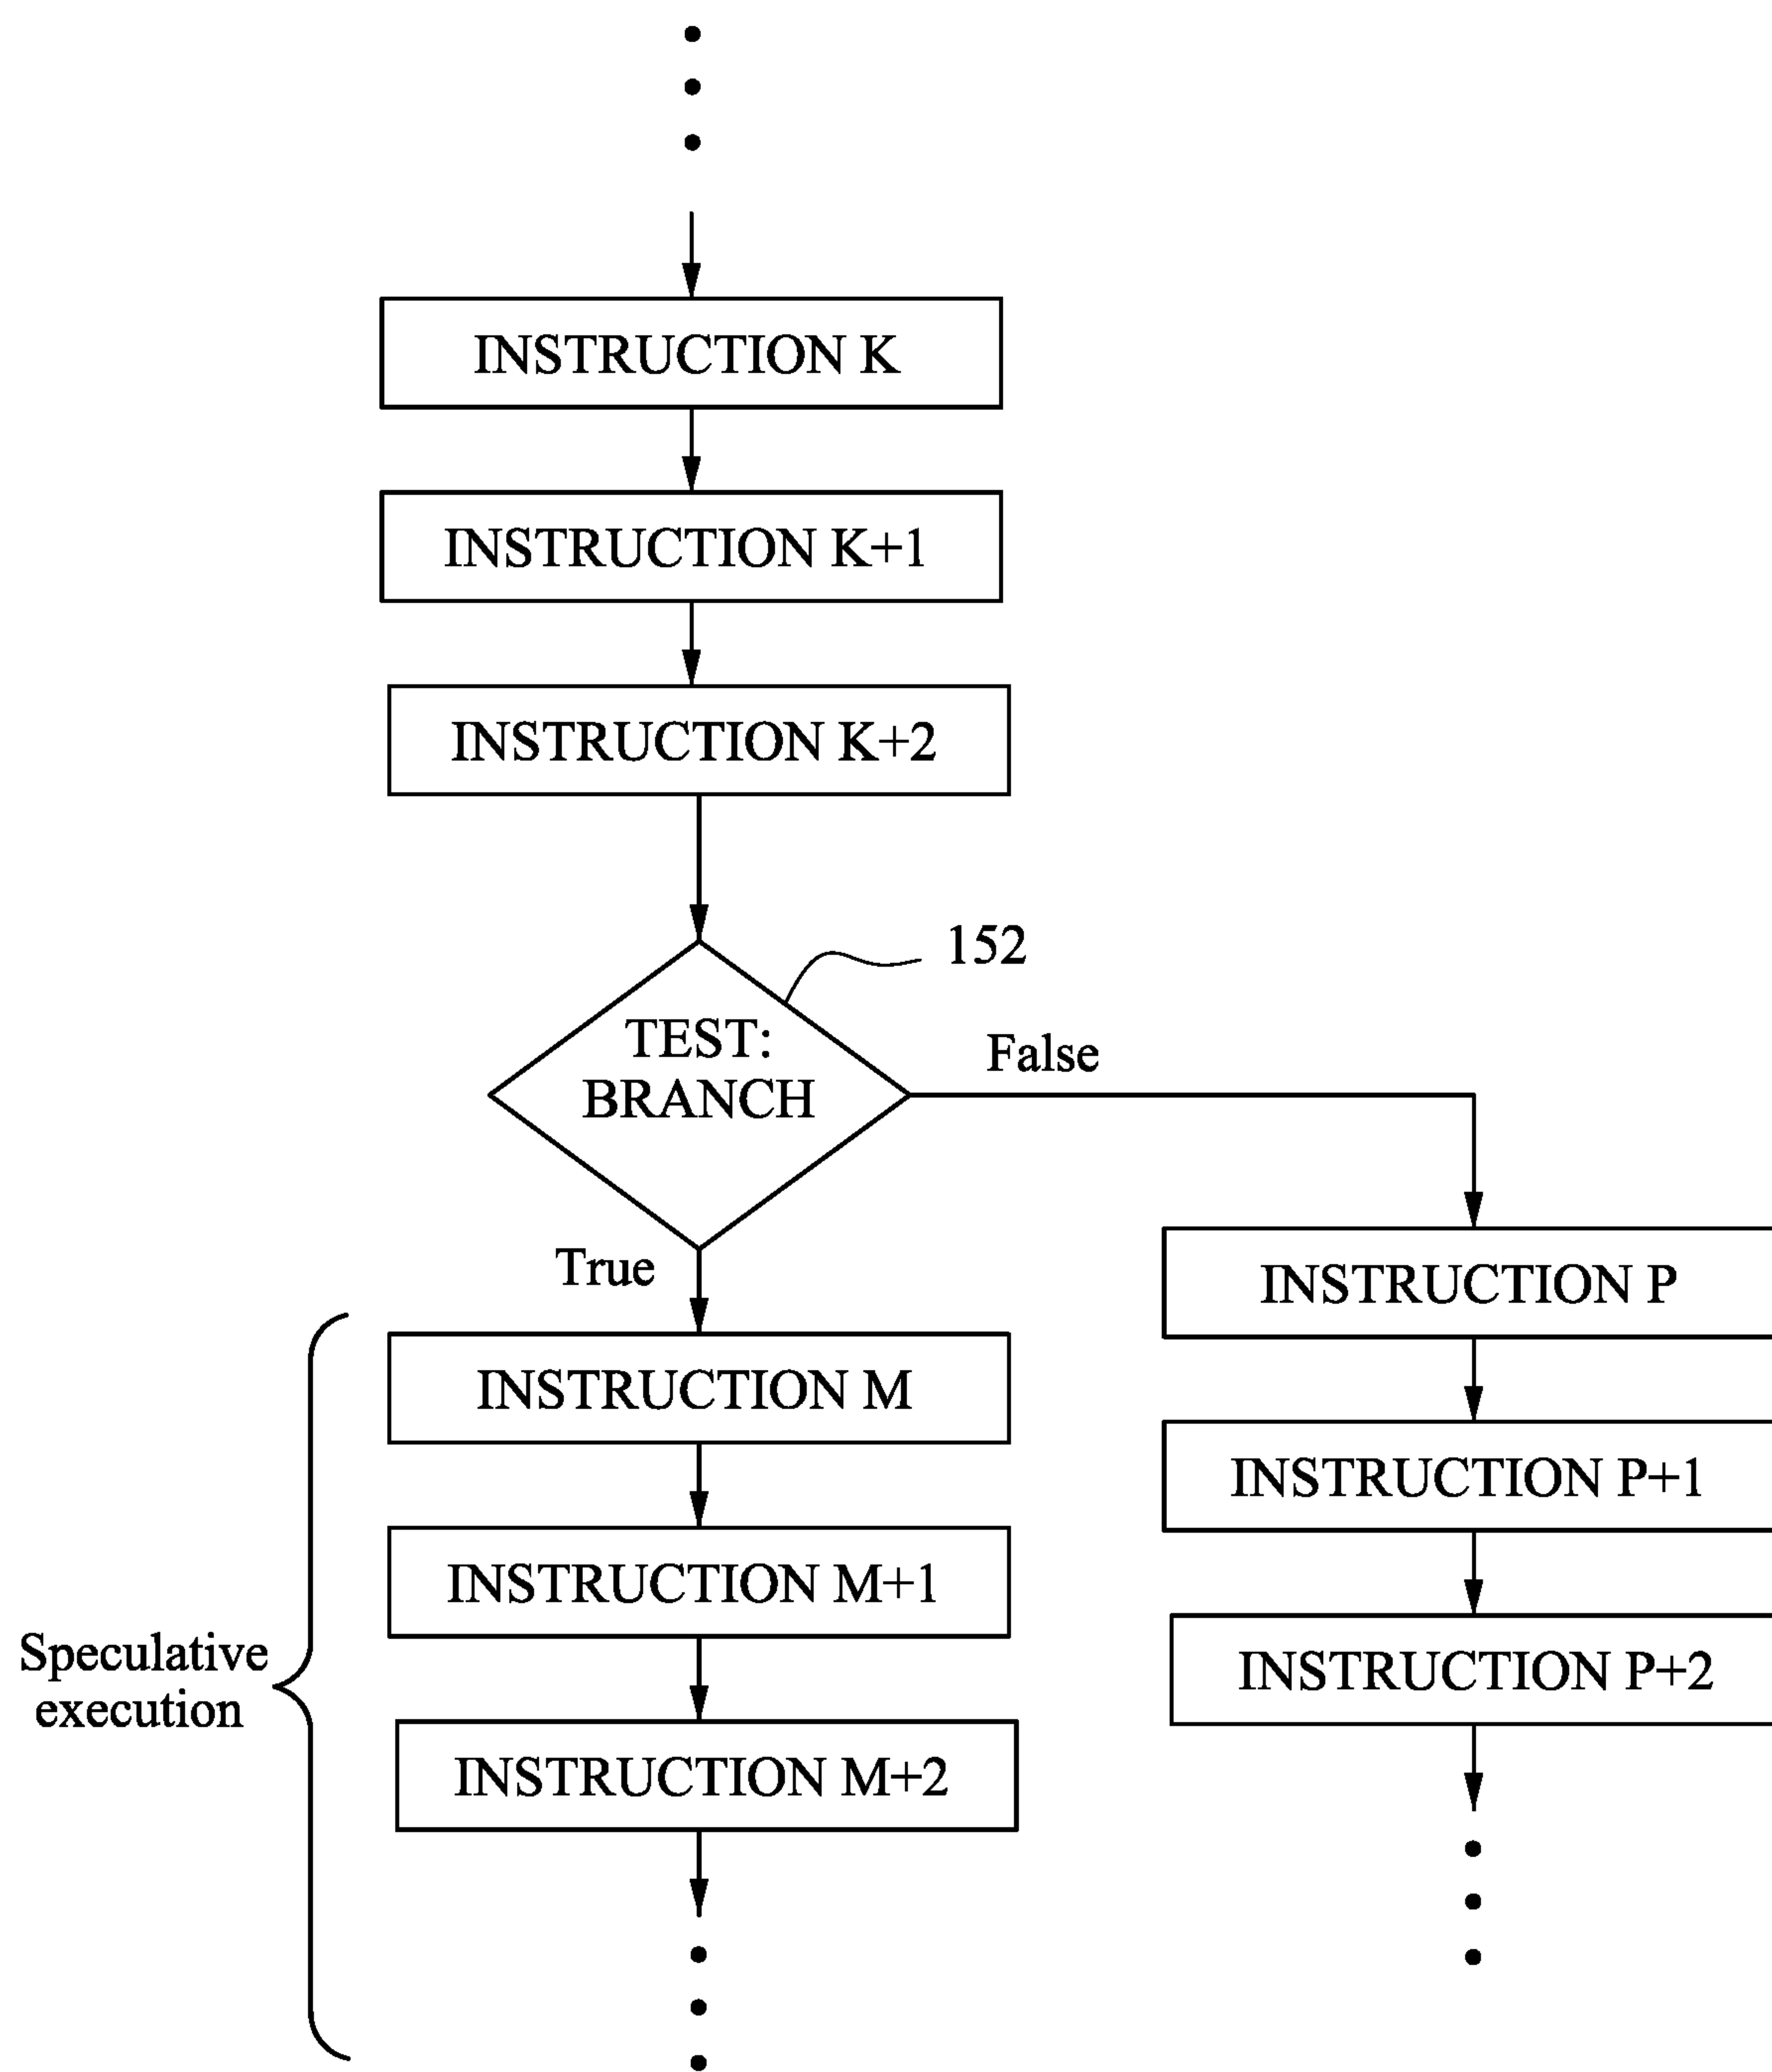 INSTRUCTION K
INSTRUCTION K+1
INSTRUCTION K+2
152
TEST:
BRANCH
False
True
INSTRUCTION P
INSTRUCTION M
INSTRUCTION P+1
INSTRUCTION M+1
Speculative
execution
INSTRUCTION P+2
INSTRUCTION M+2